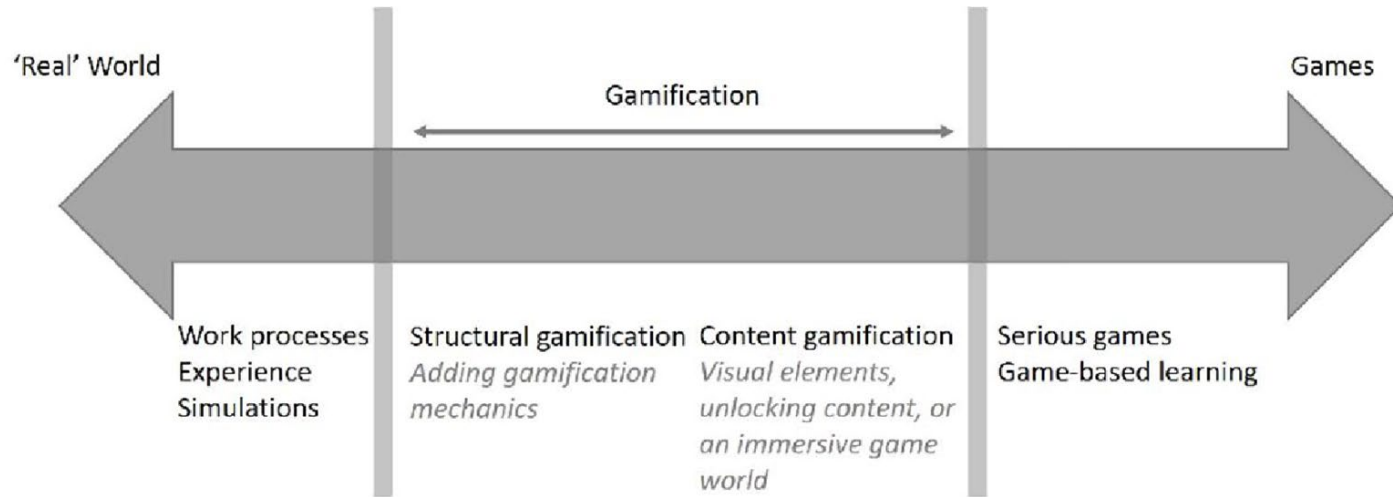 ‘Real’ World
Games
Gamification
Work processes
Experience
Simulations
Structural gamification
Adding gamification
mechanics
Content gamification
Visual elements,
unlocking content, or
an immersive game
world
Serious games
Game-based learning